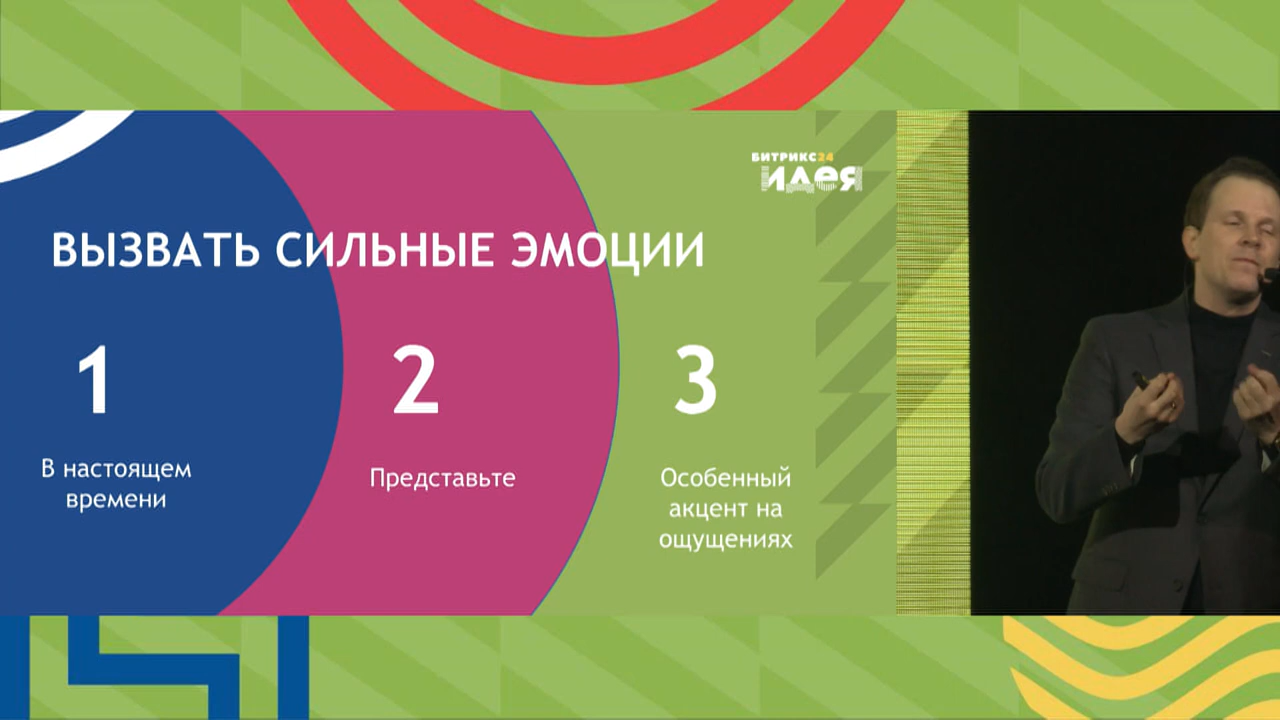 БИТРИКС24
идея
ВЫЗВАТЬ СИЛЬНЫЕ ЭМОЦИИ
1
2
3
В настоящем
времени
Представьте
Особенный
акцент на
ощущениях